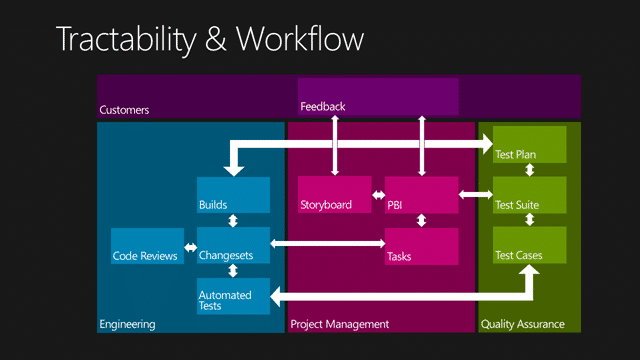 Tractability & Workflow
Feedback
Customers
Test Plan
Builds
Storyboard
PBI
Test Suite
Code Reviews
Changesets
Tasks
Test Cases
Automated
Tests
Engineering
Project Management
Quality Assurance